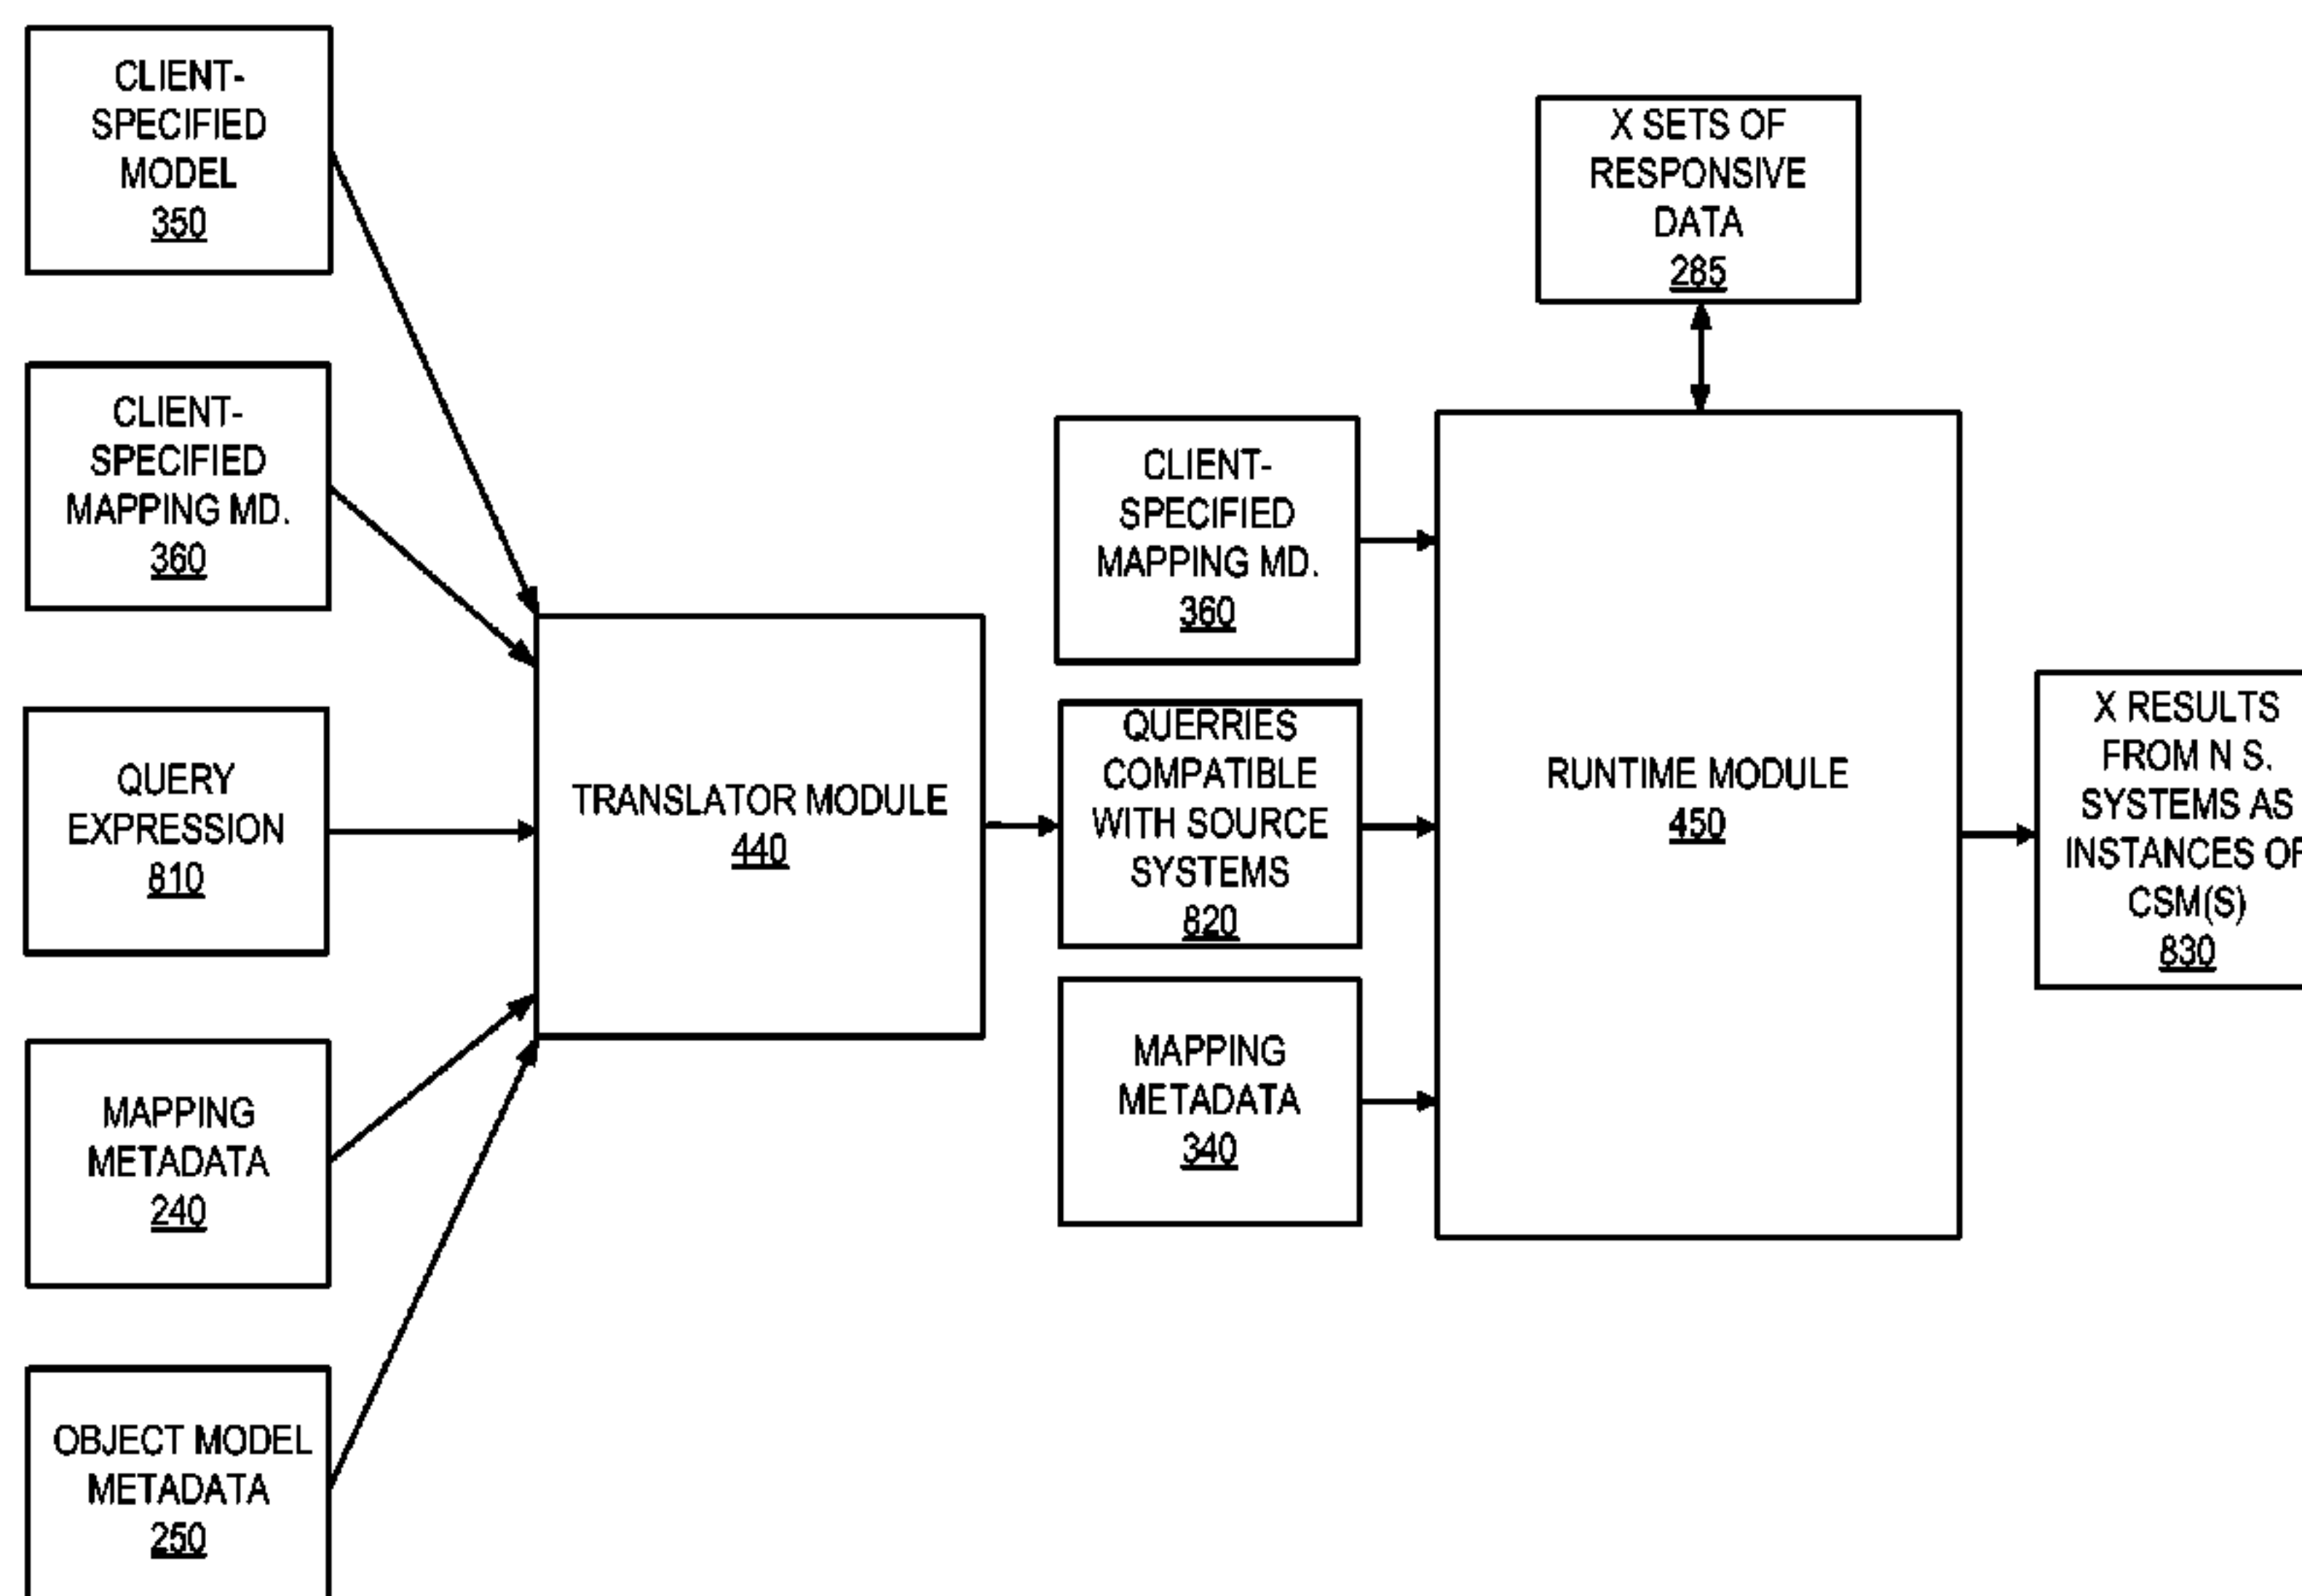 CLIENT-
SPECIFIED
MODEL
350
CLIENT-
SPECIFIED
MAPPING MD.
360
QUERY
EXPRESSION
810
MAPPING
METADATA
240
OBJECT MODEL
METADATA
250
TRANSLATOR MODULE
440
CLIENT-
SPECIFIED
MAPPING MD.
360
QUERRIES
COMPATIBLE
WITH SOURCE
SYSTEMS
820
MAPPING
METADATA
340
X SETS OF
RESPONSIVE
DATA
285
RUNTIME MODULE
450
X RESULTS
FROM N S.
SYSTEMS AS
INSTANCES OF
CSM(S)
830